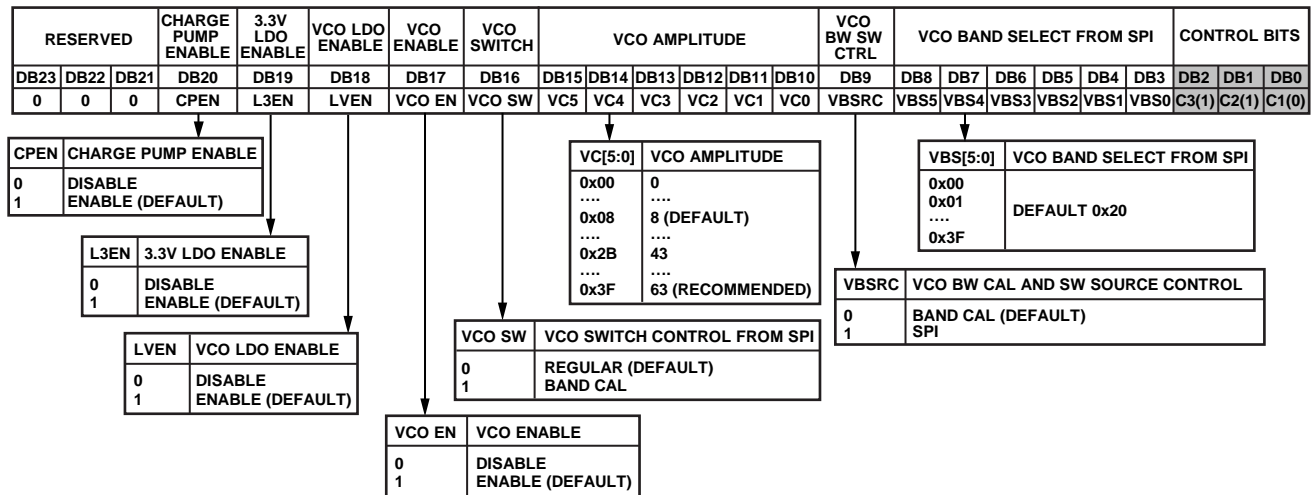 RESERVED CHARGE PUMP ENABLE 3.3V LDO ENABLE VCO LDO ENABLE VCO ENABLE VCO SWITCH VCO AMPLITUDE VCO BW SW CTRL VCO BAND SELECT FROM SPI CONTROL BITS
DB23 DB22 DB21 DB20 DB19 DB18 DB17 DB16 DB15 DB14 DB13 DB12 DB11 DB10 DB9 DB8 DB7 DB6 DB5 DB4 DB3 DB2 DB1 DB0
0 0 0 CPEN L3EN LVEN VCO EN VCO SW VC5 VC4 VC3 VC2 VC1 VC0 VBSRC VBS5 VBS4 VBS3 VBS2 VBS1 VBS0 C3(1) C2(1) C1(0)
CPEN CHARGE PUMP ENABLE
0 DISABLE
1 ENABLE (DEFAULT)
VC[5:0] VCO AMPLITUDE
0x00 0
.... ....
0x08 8 (DEFAULT)
.... ....
0x2B 43
.... ....
0x3F 63 (RECOMMENDED)
VBS[5:0] VCO BAND SELECT FROM SPI
0x00
0x01
.... DEFAULT 0x20
0x3F
L3EN 3.3V LDO ENABLE
0 DISABLE
1 ENABLE (DEFAULT)
VBSRC VCO BW CAL AND SW SOURCE CONTROL
0 BAND CAL (DEFAULT)
1 SPI
LVEN VCO LDO ENABLE
0 DISABLE
1 ENABLE (DEFAULT)
VCO SW VCO SWITCH CONTROL FROM SPI
0 REGULAR (DEFAULT)
1 BAND CAL
VCO EN VCO ENABLE
0 DISABLE
1 ENABLE (DEFAULT)